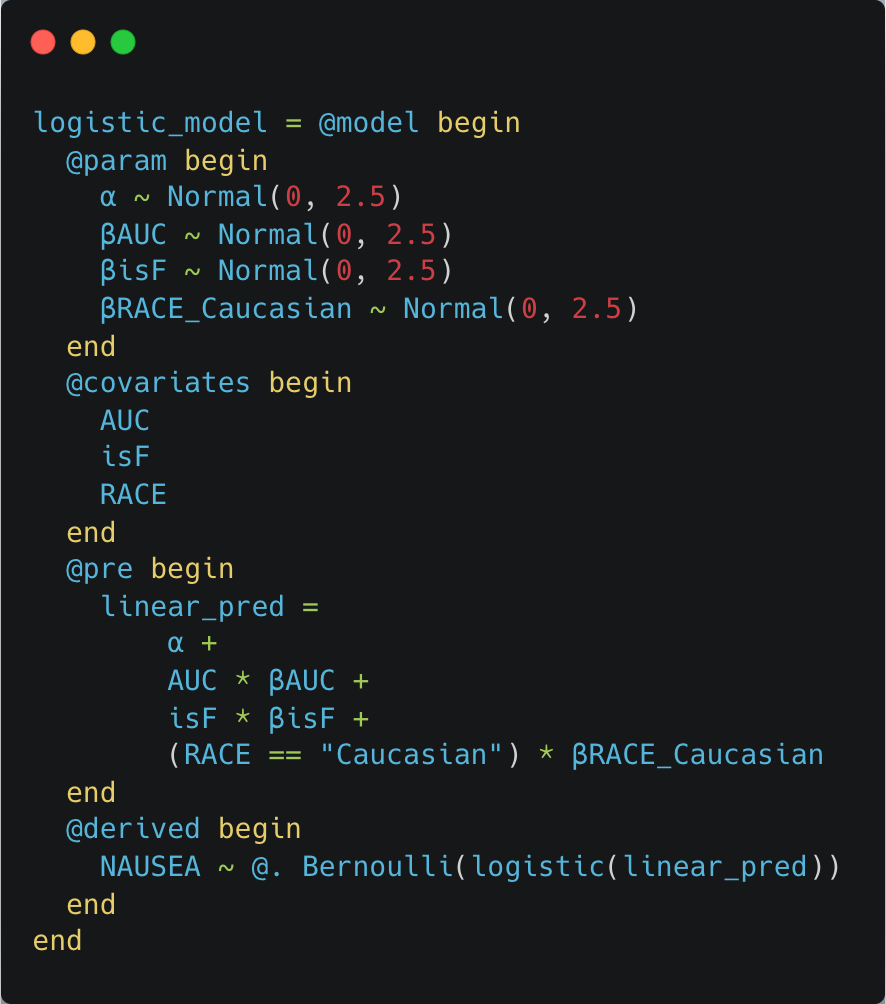 logistic_model = @model begin
  @param begin
    α ~ Normal(0, 2.5)
    βAUC ~ Normal(0, 2.5)
    βisF ~ Normal(0, 2.5)
    βRACE_Caucasian ~ Normal(0, 2.5)
  end
  @covariates begin
    AUC
    isF
    RACE
  end
  @pre begin
    linear_pred =
        α +
        AUC * βAUC +
        isF * βisF +
        (RACE == "Caucasian") * βRACE_Caucasian
  end
  @derived begin
    NAUSEA ~ @. Bernoulli(logistic(linear_pred))
  end
end